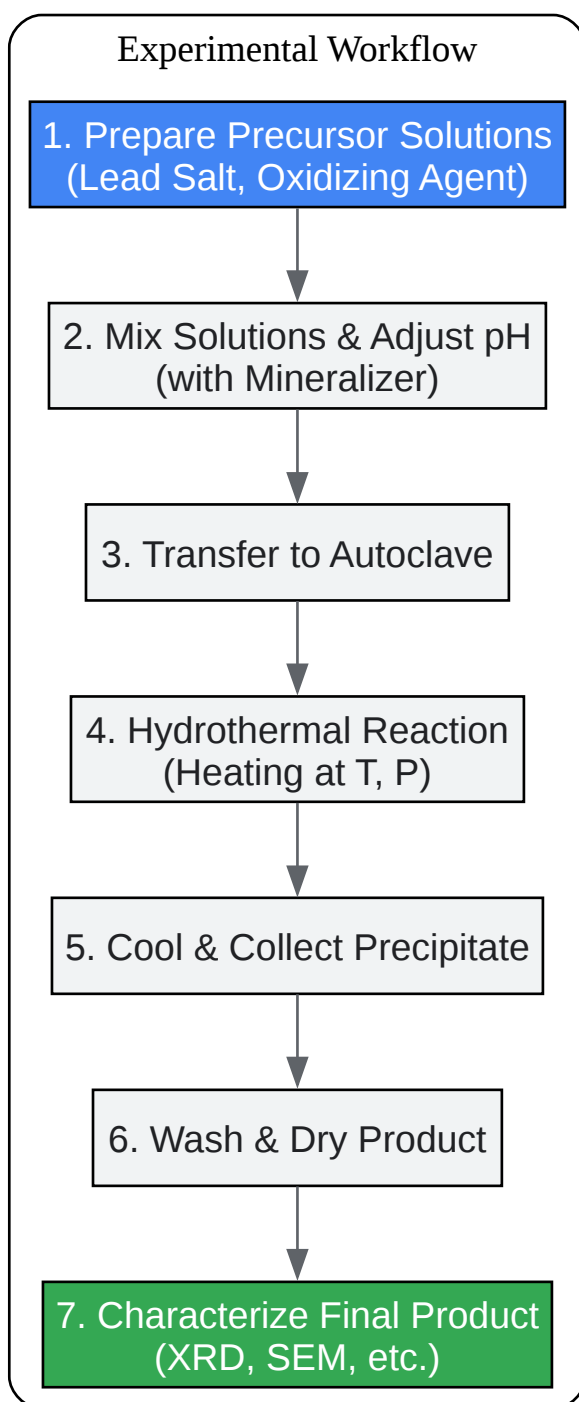 Experimental Workflow
1. Prepare Precursor Solutions
(Lead Salt, Oxidizing Agent)
2. Mix Solutions & Adjust pH
(with Mineralizer)
3. Transfer to Autoclave
4. Hydrothermal Reaction
(Heating at T, P)
5. Cool & Collect Precipitate
6. Wash & Dry Product
7. Characterize Final Product
(XRD, SEM, etc.)